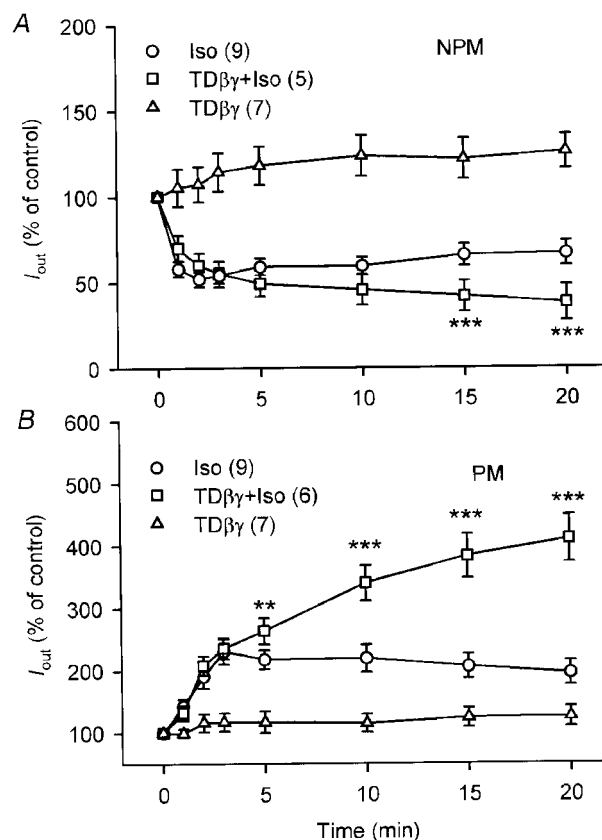 A
NPM
Iso (9)
TDβγ+Iso (5)
TDβγ (7)
I_out (% of control)
200
150
100
50
0
0 5 10 15 20
*** ***
B
PM
Iso (9)
TDβγ+Iso (6)
TDβγ (7)
I_out (% of control)
600
500
400
300
200
100
** *** *** ***
0 5 10 15 20
Time (min)